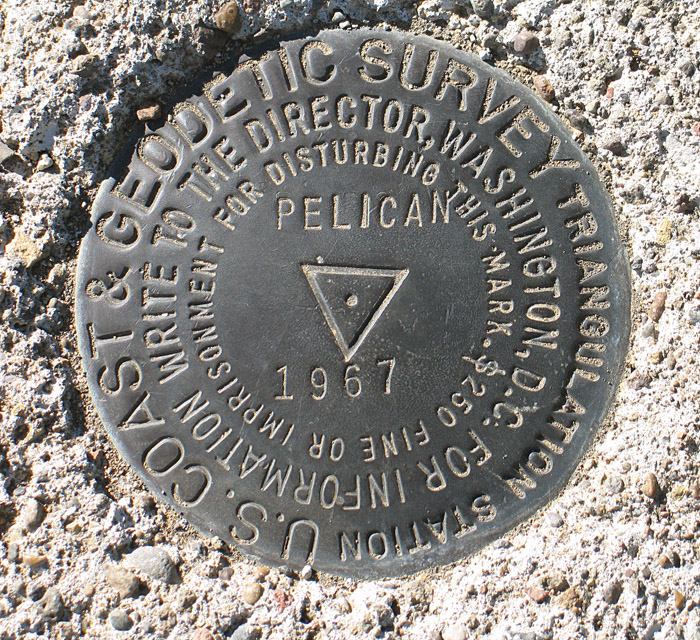 U.S. COAST & GEODETIC SURVEY TRIANGULATION STATION
FOR INFORMATION WRITE TO THE DIRECTOR, WASHINGTON, D.C.
$250 FINE OR IMPRISONMENT FOR DISTURBING THIS MARK.
PELICAN
1967